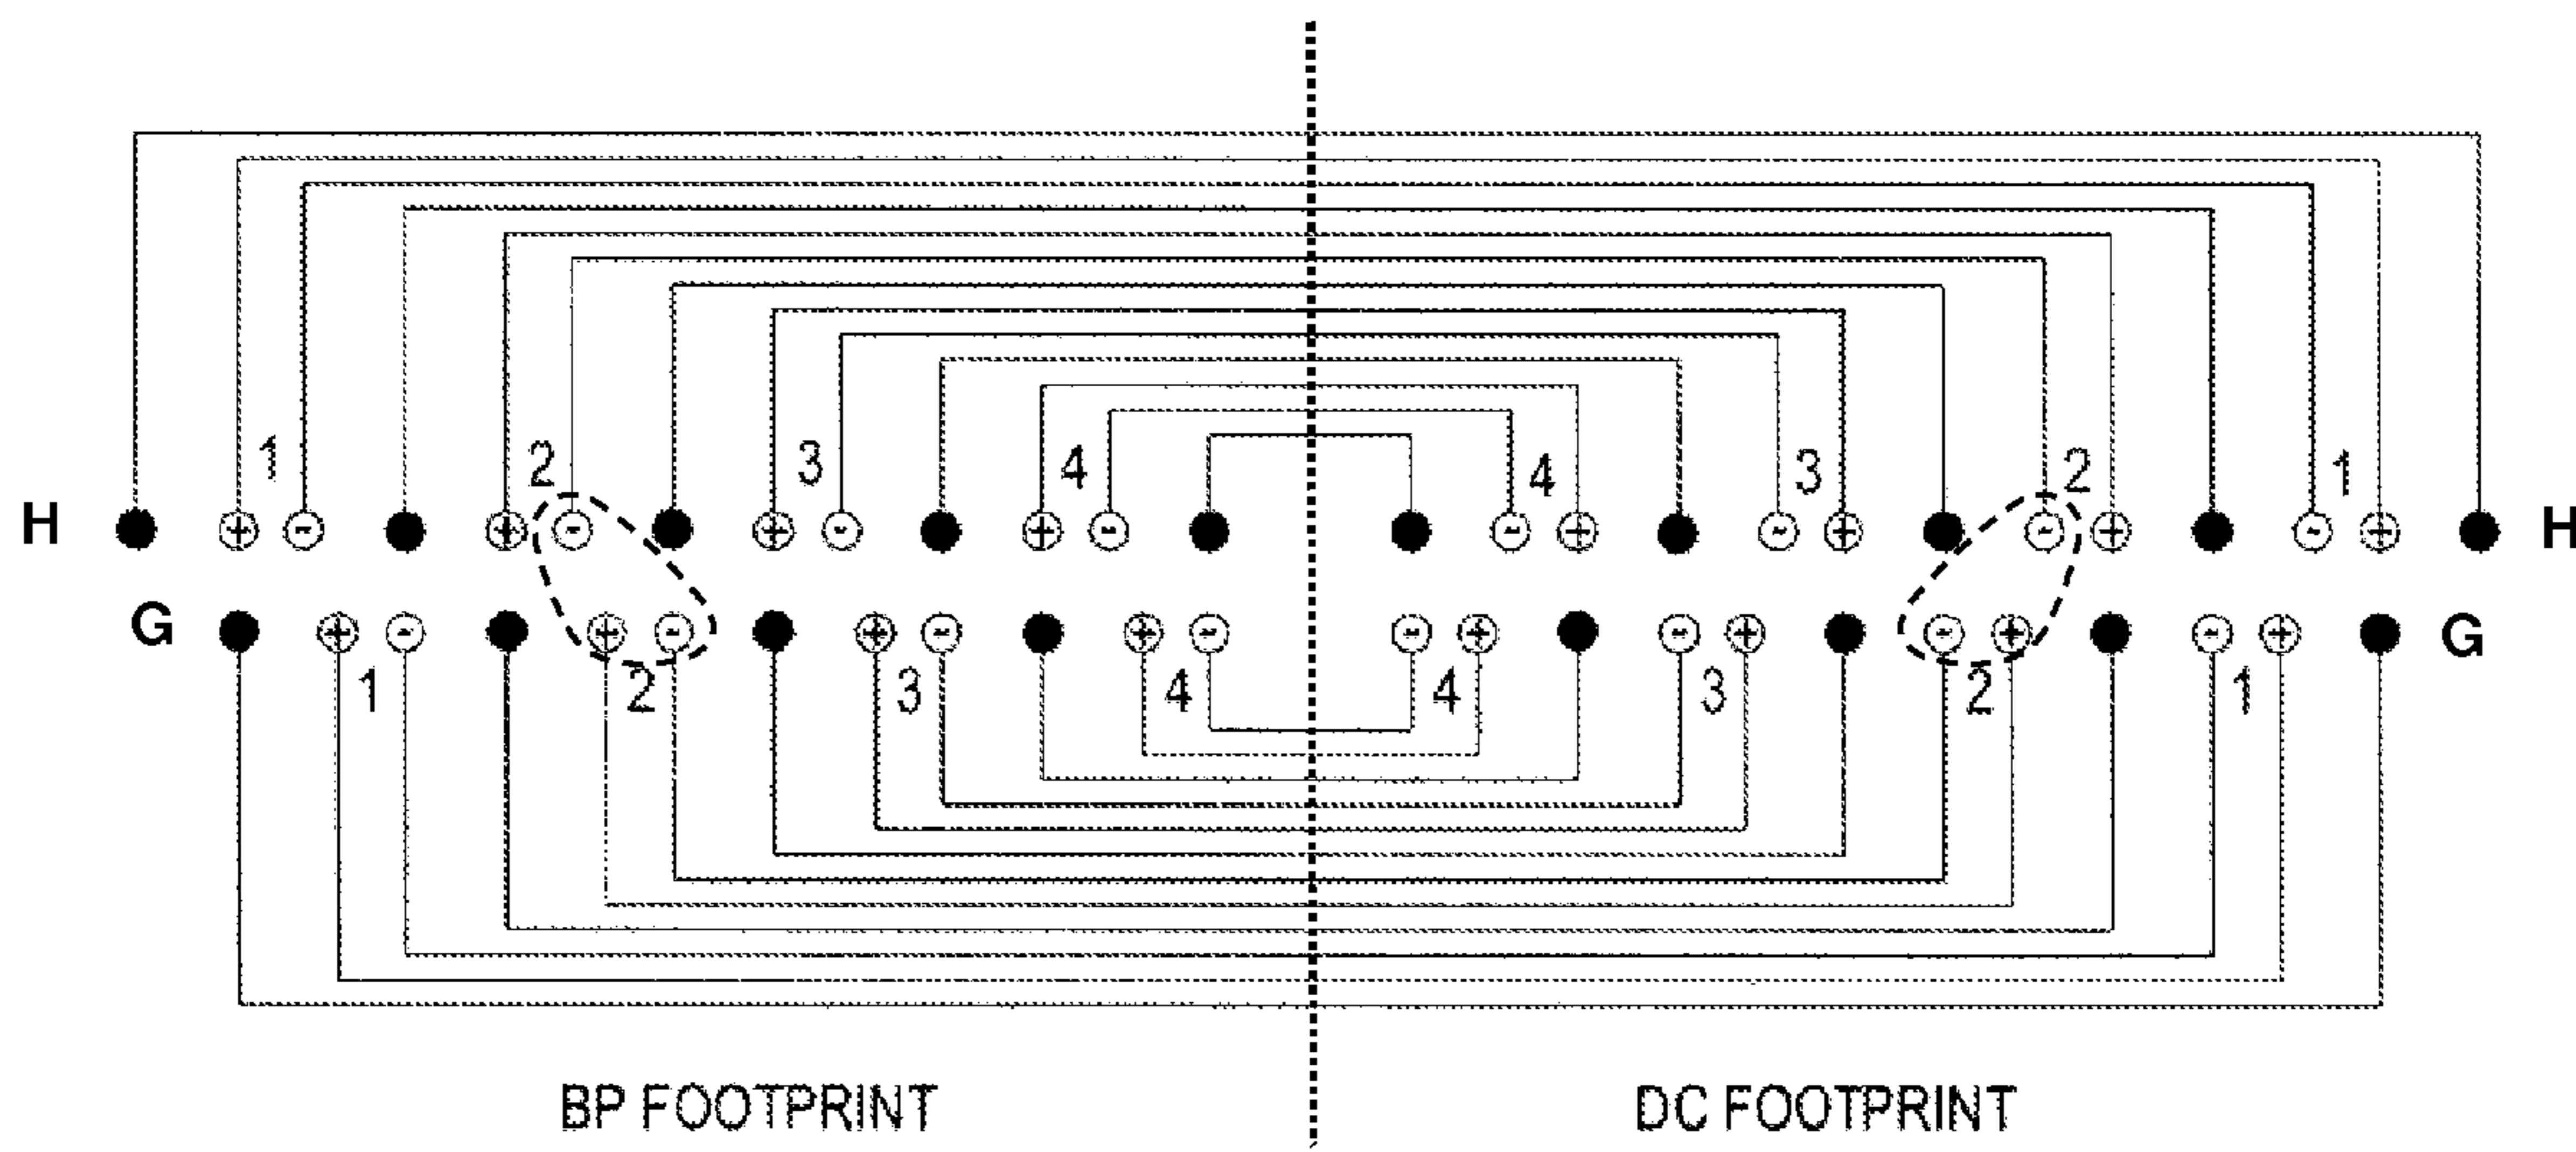 1 2 3 4 4 3 2 1
H + - + - + - + - - + - + - + - + H
G + - + - + - + - - + - + - + - + G
1 2 3 4 4 3 2 1
BP FOOTPRINT DC FOOTPRINT